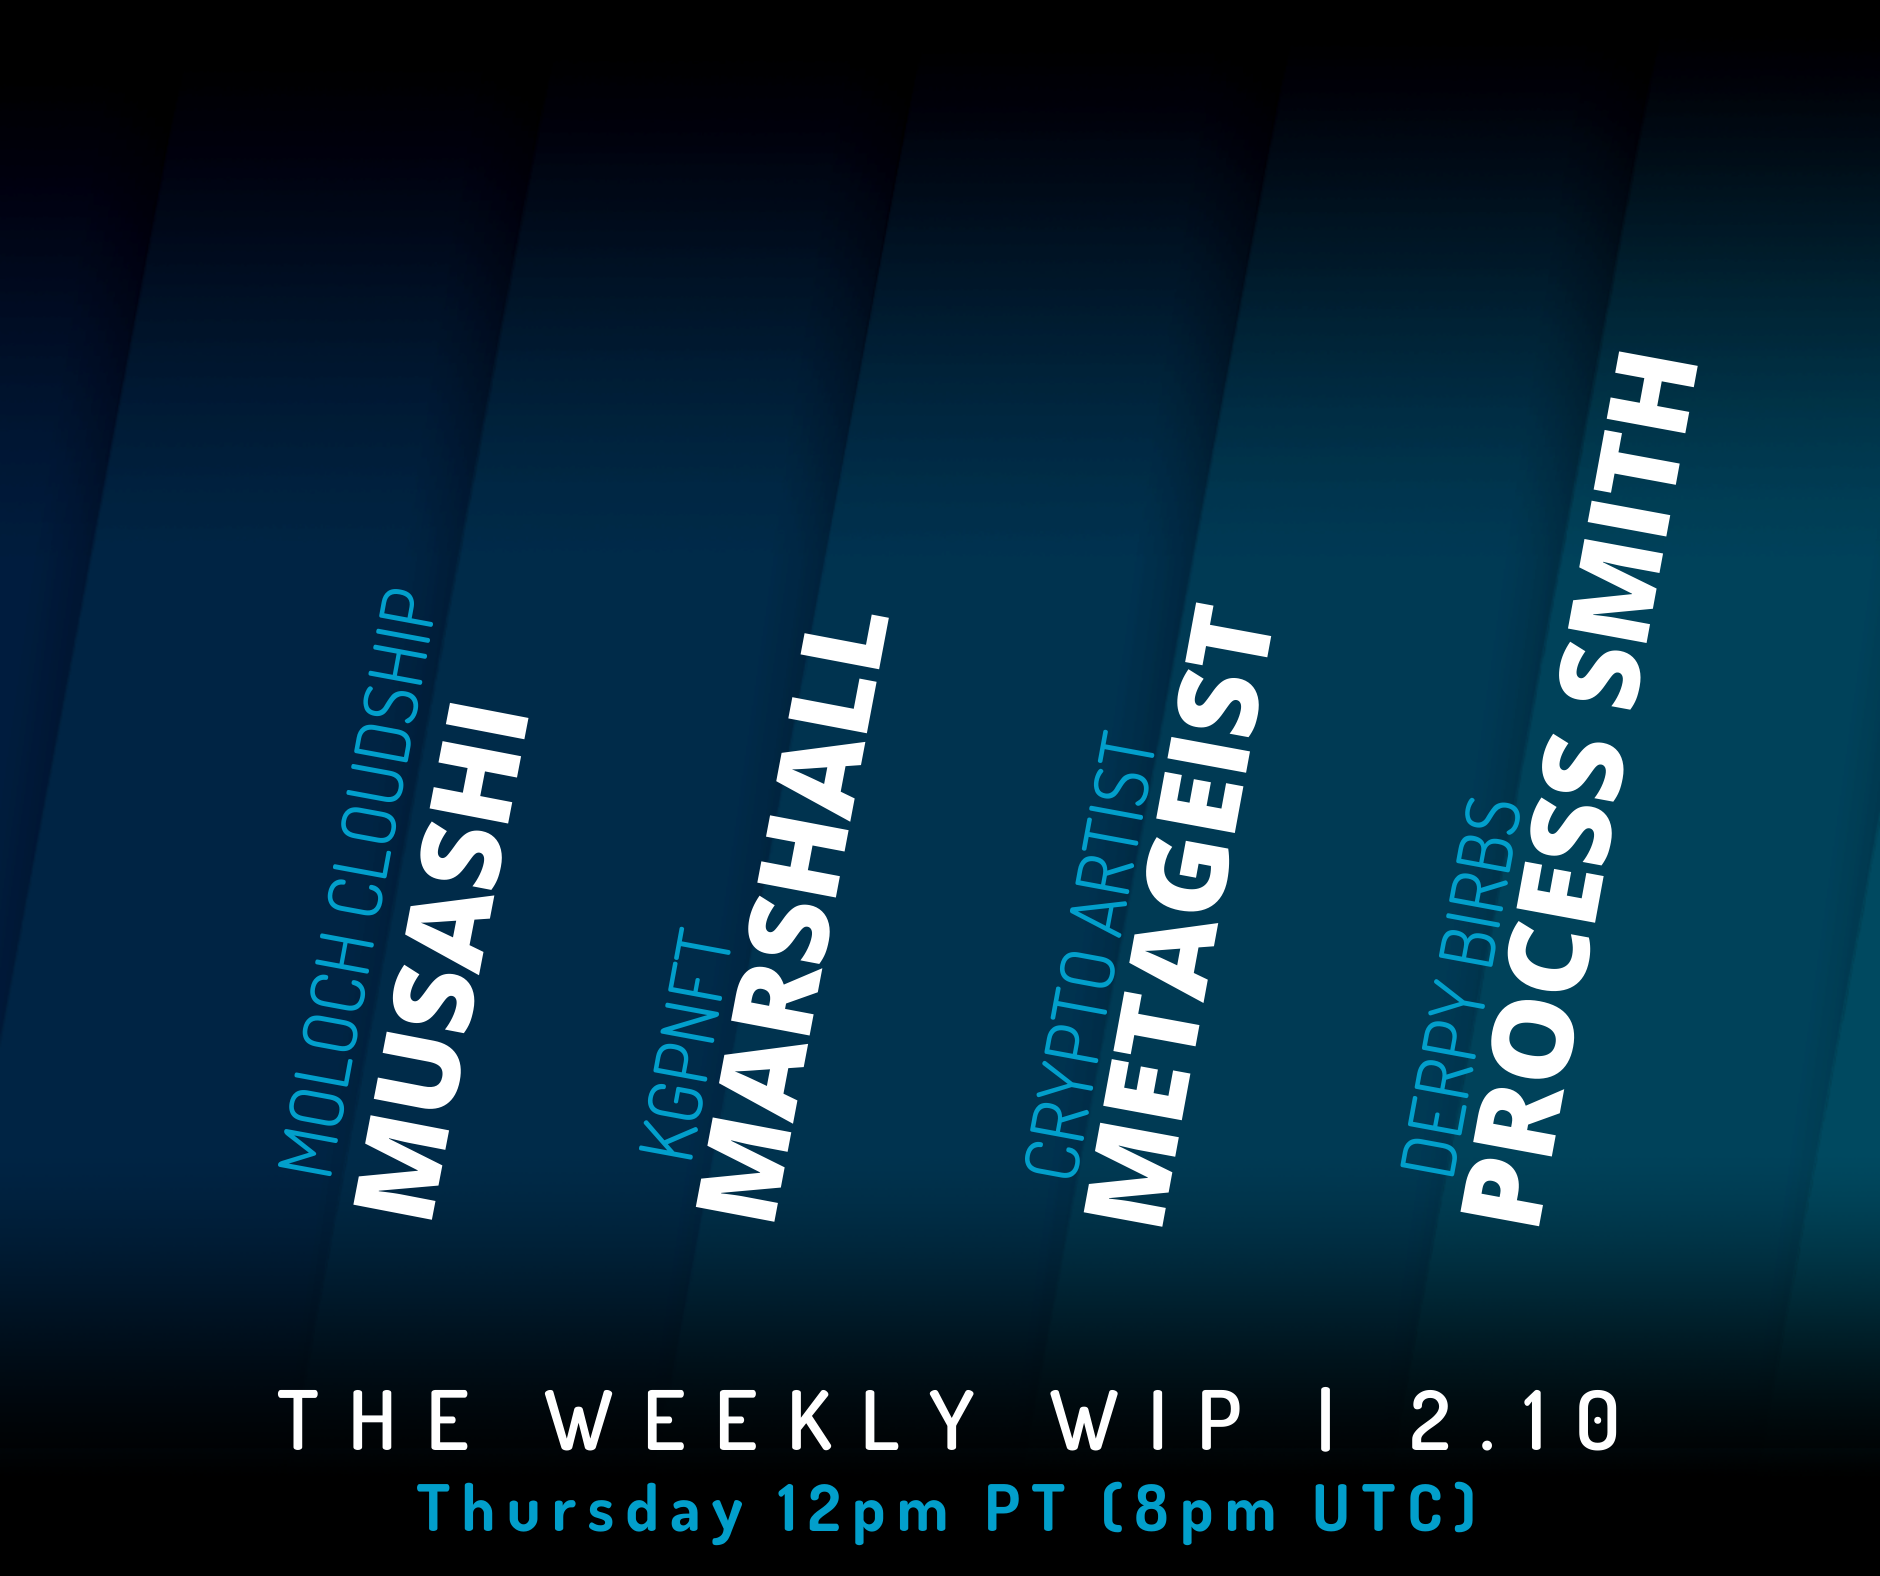 MOLOCH CLOUDSHIP
MUSASHI
KGPNFT
MARSHALL
CRYPTO ARTIST
METAGEIST
DERPY BIRBS
PROCESS SMITH
THE WEEKLY WIP | 2.10
Thursday 12pm PT (8pm UTC)